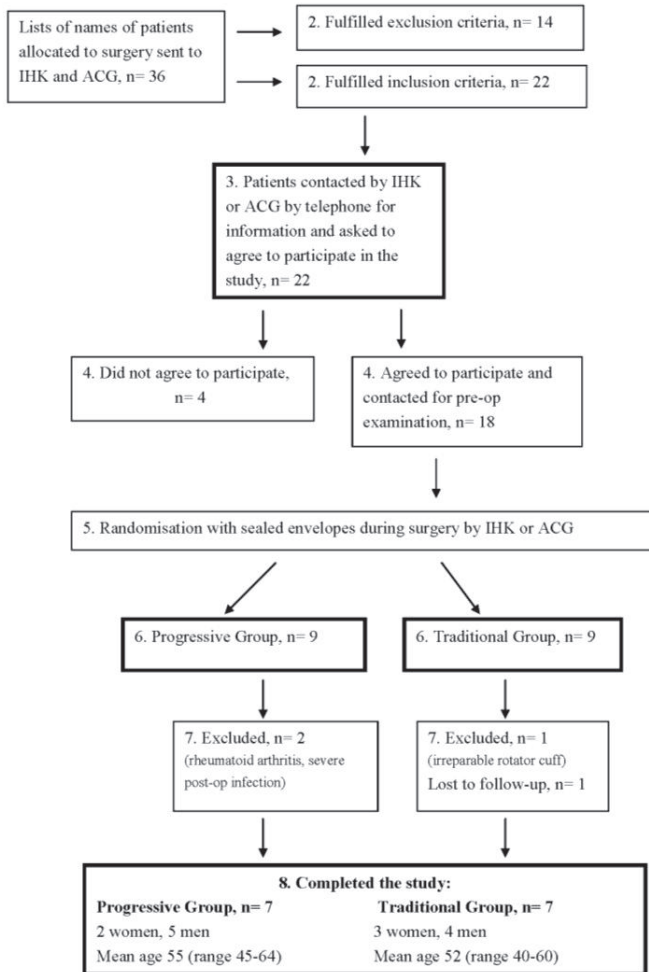 Lists of names of patients
allocated to surgery sent to
IHK and ACG, n= 36
2. Fulfilled exclusion criteria, n= 14
2. Fulfilled inclusion criteria, n= 22
3. Patients contacted by IHK
or ACG by telephone for
information and asked to
agree to participate in the
study, n= 22
4. Did not agree to participate,
n= 4
4. Agreed to participate and
contacted for pre-op
examination, n= 18
5. Randomisation with sealed envelopes during surgery by IHK or ACG
6. Progressive Group, n= 9
6. Traditional Group, n= 9
7. Excluded, n= 2
(rheumatoid arthritis, severe
post-op infection)
7. Excluded, n= 1
(irreparable rotator cuff)
Lost to follow-up, n= 1
8. Completed the study:
Progressive Group, n= 7
2 women, 5 men
Mean age 55 (range 45-64)
Traditional Group, n= 7
3 women, 4 men
Mean age 52 (range 40-60)